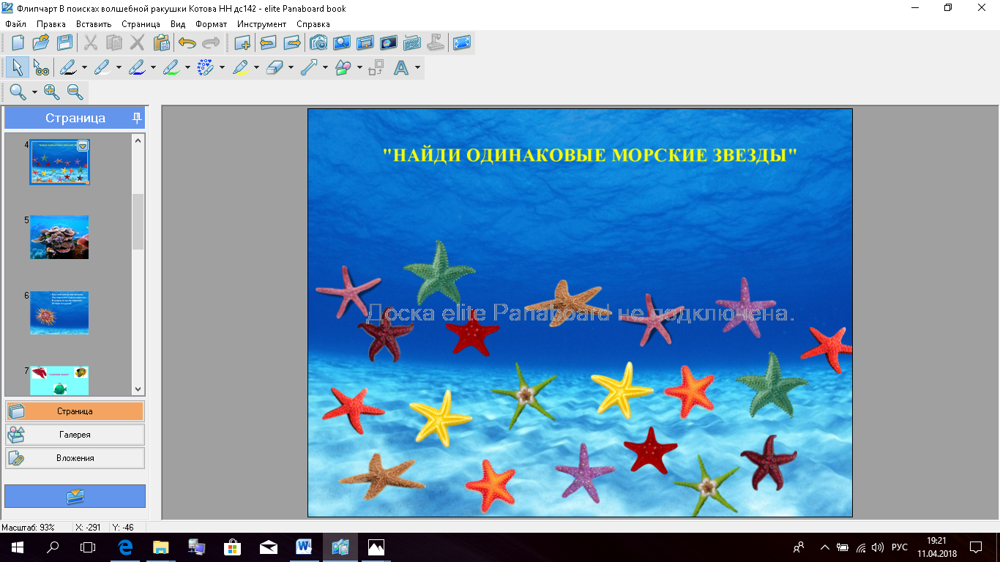 Флипчарт В поисках волшебной ракушки Котова НН дс142 - elite Panaboard book
Файл Правка Вставить Страница Вид Формат Инструмент Справка
Страница
4
5
6
7
Страница
Галерея
Вложения
"НАЙДИ ОДИНАКОВЫЕ МОРСКИЕ ЗВЕЗДЫ"
Доска elite Panaboard не подключена.
Масштаб: 93% X: -291 Y: -46
РУС
19:21
11.04.2018